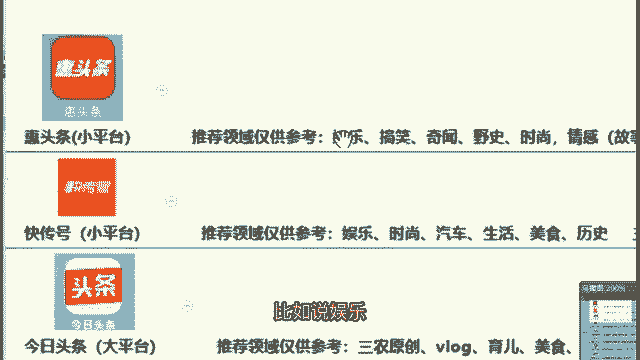 惠头条
惠头条
惠头条(小平台)
推荐领域仅供参考：娱乐、搞笑、奇闻、野史、时尚，情感（故事
快传号
快传号（小平台）
推荐领域仅供参考：娱乐、时尚、汽车、生活、美食、历史
头条
今日头条
今日头条（大平台）
推荐领域仅供参考：三农原创、vlog、育儿、美食、
比如说娱乐